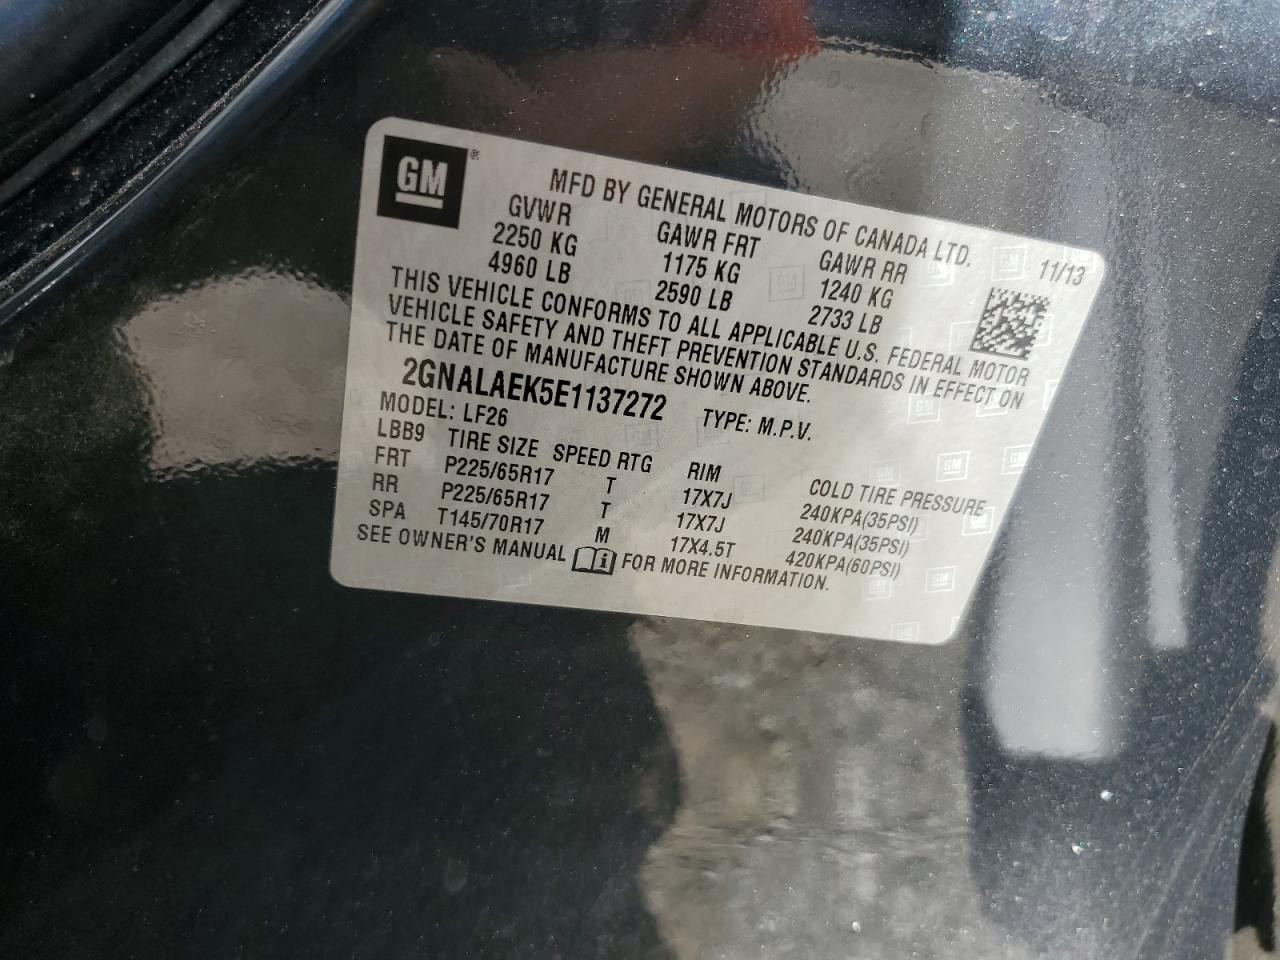 GM ®
MFD BY GENERAL MOTORS OF CANADA LTD.
GVWR GAWR FRT GAWR RR 11/13
2250 KG 1175 KG 1240 KG
4960 LB 2590 LB 2733 LB
THIS VEHICLE CONFORMS TO ALL APPLICABLE U.S. FEDERAL MOTOR
VEHICLE SAFETY AND THEFT PREVENTION STANDARDS IN EFFECT ON
THE DATE OF MANUFACTURE SHOWN ABOVE.
2GNALAEK5E1137272 TYPE: M.P.V.
MODEL: LF26
LBB9 TIRE SIZE SPEED RTG RIM COLD TIRE PRESSURE
FRT P225/65R17 T 17X7J 240KPA(35PSI)
RR P225/65R17 T 17X7J 240KPA(35PSI)
SPA T145/70R17 M 17X4.5T 420KPA(60PSI)
SEE OWNER'S MANUAL FOR MORE INFORMATION.